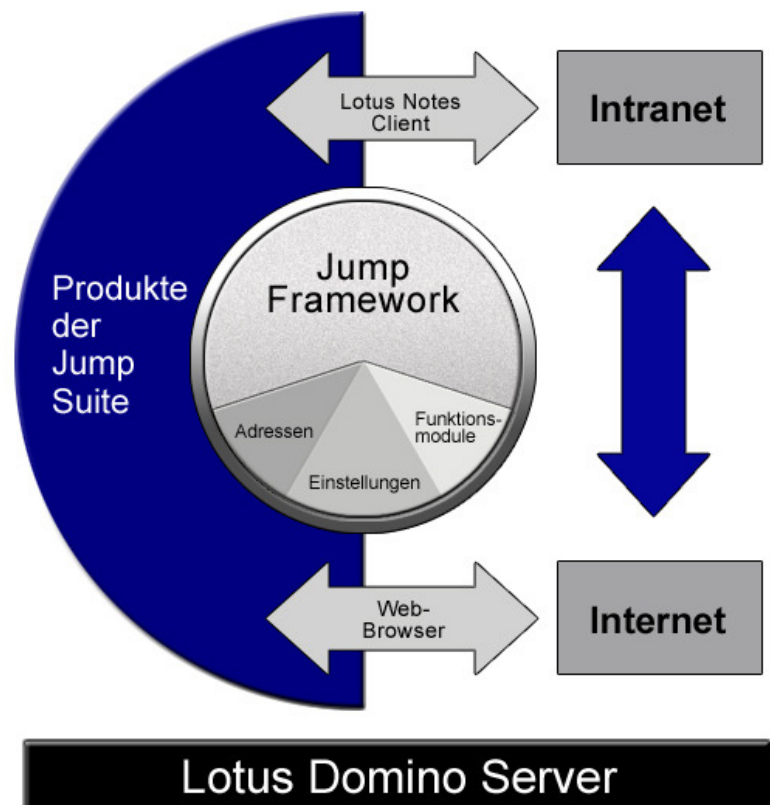 Lotus Notes
Client
Intranet
Jump
Framework
Produkte
der
Jump
Suite
Adressen
Funktions-
module
Einstellungen
Web-
Browser
Internet
Lotus Domino Server